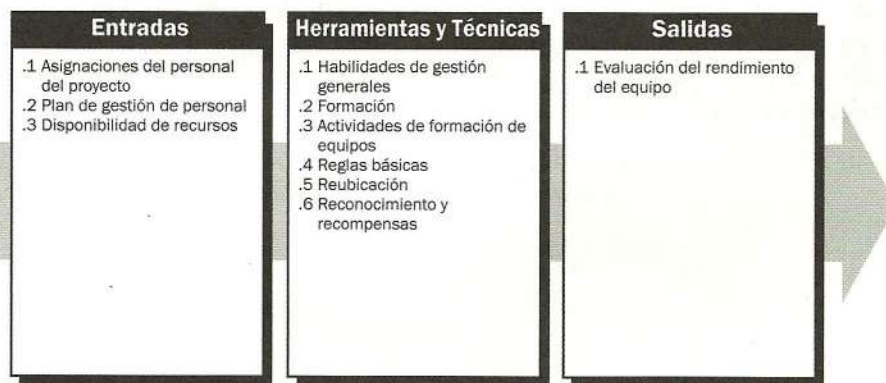 Entradas
.1 Asignaciones del personal
del proyecto
.2 Plan de gestión de personal
.3 Disponibilidad de recursos
Herramientas y Técnicas
.1 Habilidades de gestión
generales
.2 Formación
.3 Actividades de formación de
equipos
.4 Reglas básicas
.5 Reubicación
.6 Reconocimiento y
recompensas
Salidas
.1 Evaluación del rendimiento
del equipo